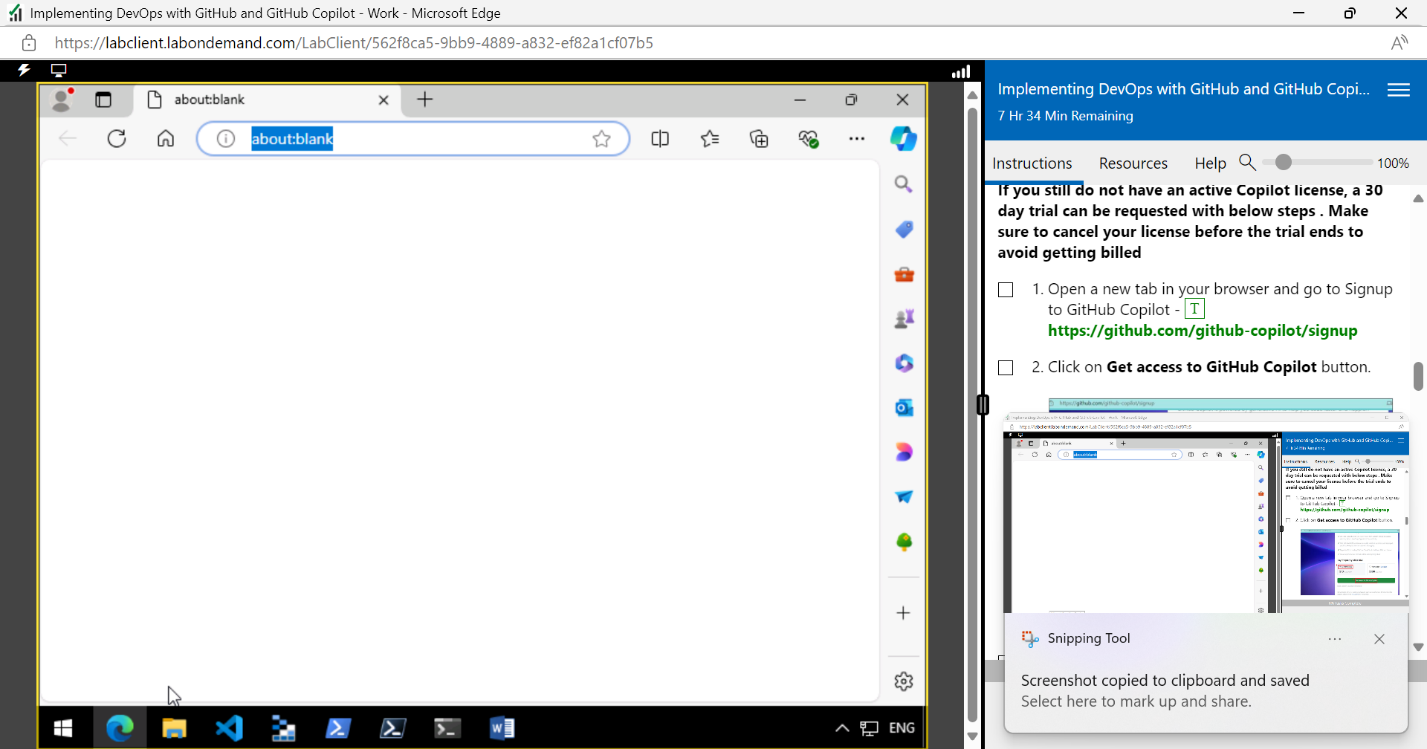 Implementing DevOps with GitHub and GitHub Copilot - Work - Microsoft Edge
https://labclient.labondemand.com/LabClient/562f8ca5-9bb9-4889-a832-ef82a1cf07b5
about:blank
about:blank
ENG
Implementing DevOps with GitHub and GitHub Copi...
7 Hr 34 Min Remaining
Instructions Resources Help 100%
If you still do not have an active Copilot license, a 30
day trial can be requested with below steps . Make
sure to cancel your license before the trial ends to
avoid getting billed
1. Open a new tab in your browser and go to Signup
to GitHub Copilot - T
https://github.com/github-copilot/signup
2. Click on Get access to GitHub Copilot button.
https://github.com/github-copilot/signup
Snipping Tool
Screenshot copied to clipboard and saved
Select here to mark up and share.